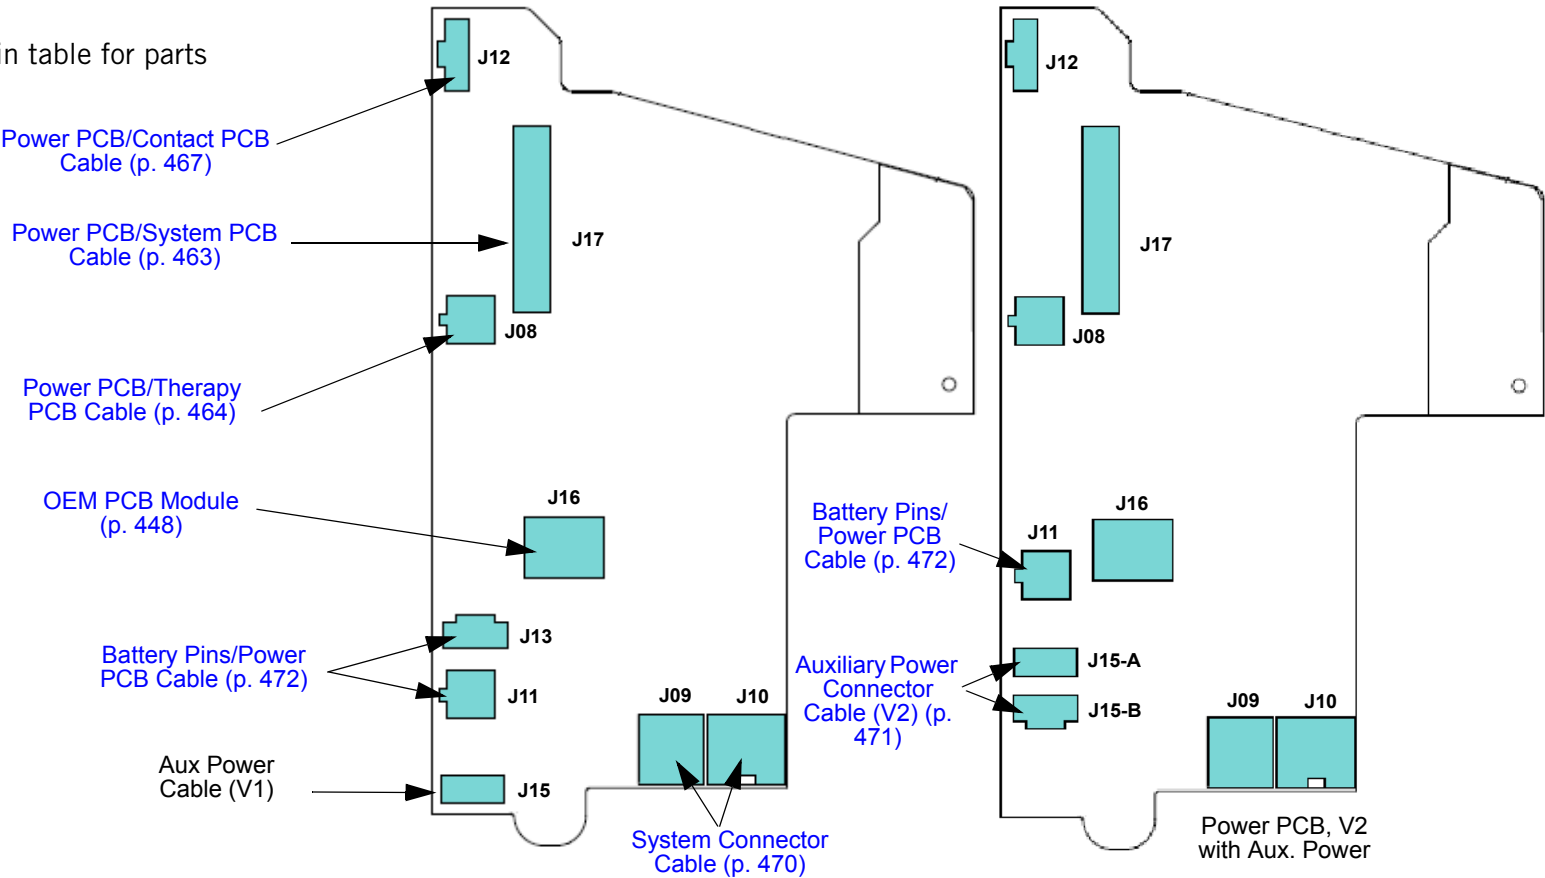 in table for parts
J12
Power PCB/Contact PCB
Cable (p. 467)
Power PCB/System PCB
Cable (p. 463)
J17
J08
Power PCB/Therapy
PCB Cable (p. 464)
OEM PCB Module
(p. 448)
J16
J13
Battery Pins/Power
PCB Cable (p. 472)
J11
J09
J10
Aux Power
Cable (V1)
J15
System Connector
Cable (p. 470)
J12
J17
J08
Battery Pins/
Power PCB
Cable (p. 472)
J11
J16
Auxiliary Power
Connector
Cable (V2) (p.
471)
J15-A
J15-B
J09
J10
Power PCB, V2
with Aux. Power